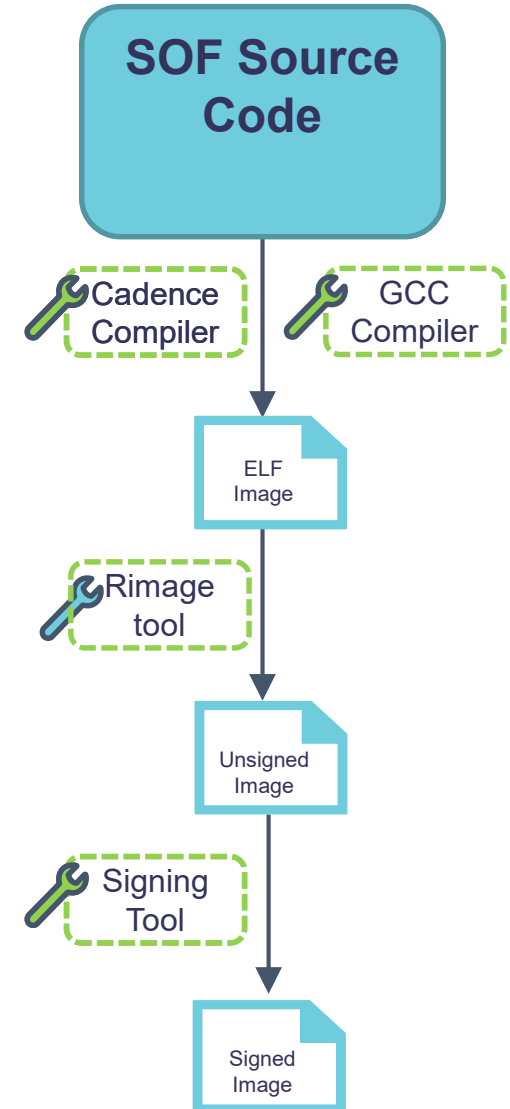 SOF Source
Code
Cadence
Compiler
GCC
Compiler
ELF
Image
Rimage
tool
Unsigned
Image
Signing
Tool
Signed
Image